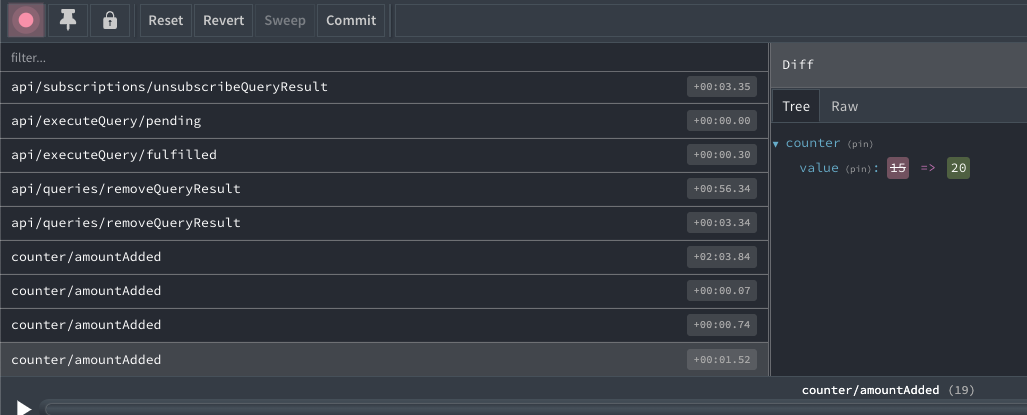 Reset Revert Sweep Commit
filter...
api/subscriptions/unsubscribeQueryResult +00:03.35
api/executeQuery/pending +00:00.00
api/executeQuery/fulfilled +00:00.30
api/queries/removeQueryResult +00:56.34
api/queries/removeQueryResult +00:03.34
counter/amountAdded +02:03.84
counter/amountAdded +00:00.07
counter/amountAdded +00:00.74
counter/amountAdded +00:01.52
Diff
Tree Raw
▼ counter (pin)
value (pin): 15 => 20
counter/amountAdded (19)